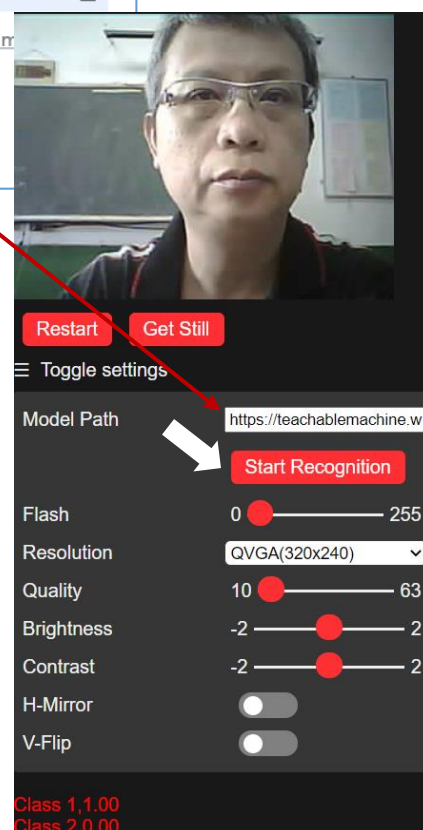 m
Restart Get Still
☰ Toggle settings
Model Path https://teachablemachine.w
Start Recognition
Flash 0 255
Resolution QVGA(320x240)
Quality 10 63
Brightness -2 2
Contrast -2 2
H-Mirror
V-Flip
Class 1,1.00
Class 2,0.00